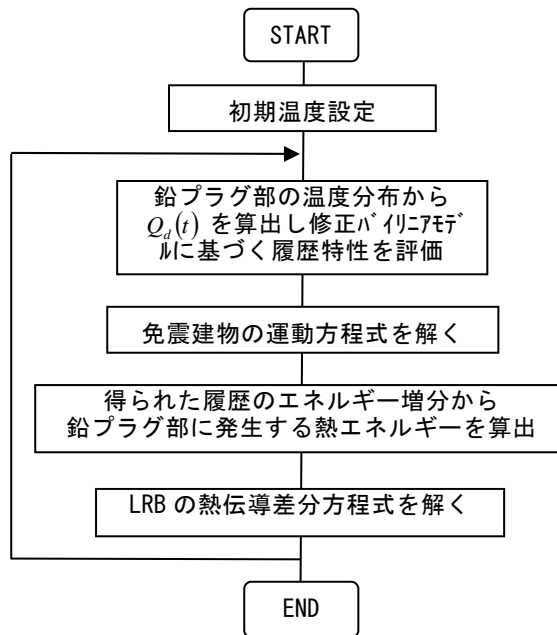 START
初期温度設定
鉛プラグ部の温度分布から
Q_d(t) を算出し修正バイリニアモデ
ルに基づく履歴特性を評価
免震建物の運動方程式を解く
得られた履歴のエネルギー増分から
鉛プラグ部に発生する熱エネルギーを算出
LRB の熱伝導差分方程式を解く
END